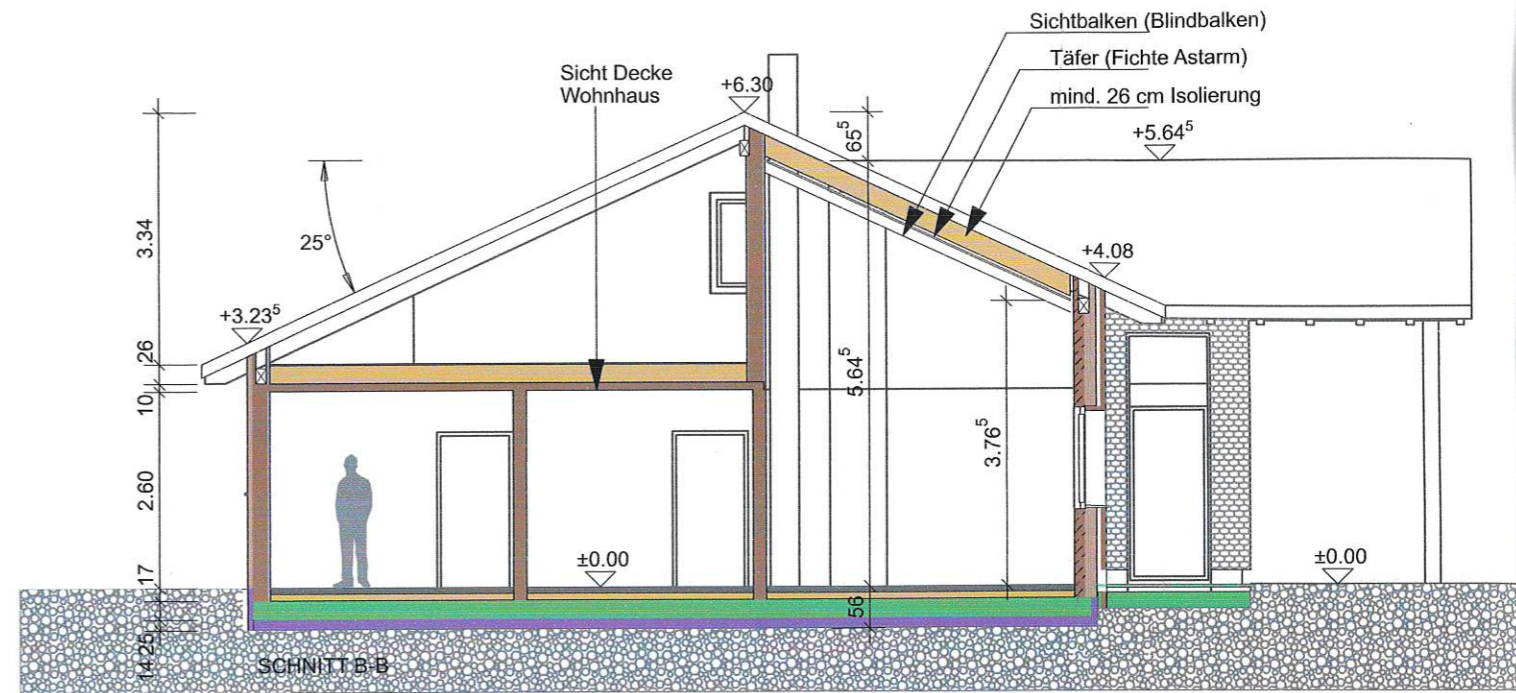 Sichtbalken (Blindbalken)
Täfer (Fichte Astarm)
mind. 26 cm Isolierung
Sicht Decke
Wohnhaus
+6.30
+5.64⁵
65⁵
3.34
25°
+4.08
+3.23⁵
26
10
5.64⁵
3.76⁵
2.60
±0.00
±0.00
17
56
14 25
SCHNITT B-B